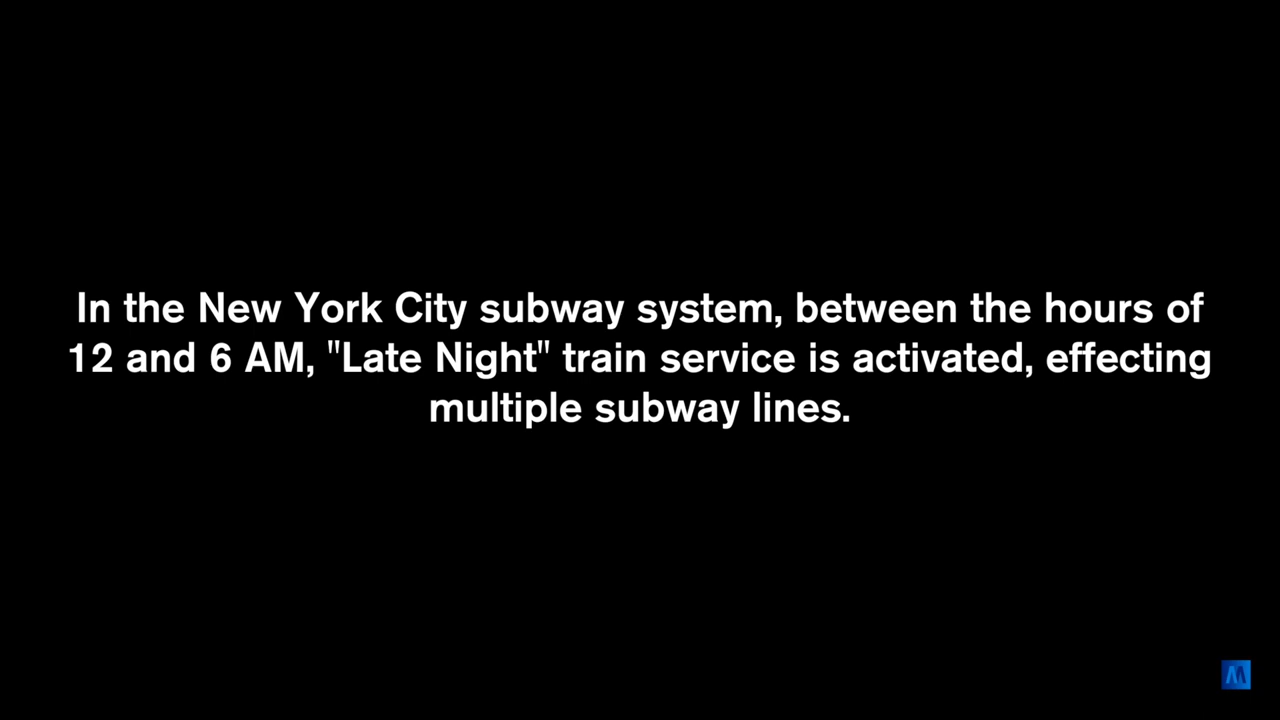 In the New York City subway system, between the hours of
12 and 6 AM, "Late Night" train service is activated, effecting
multiple subway lines.